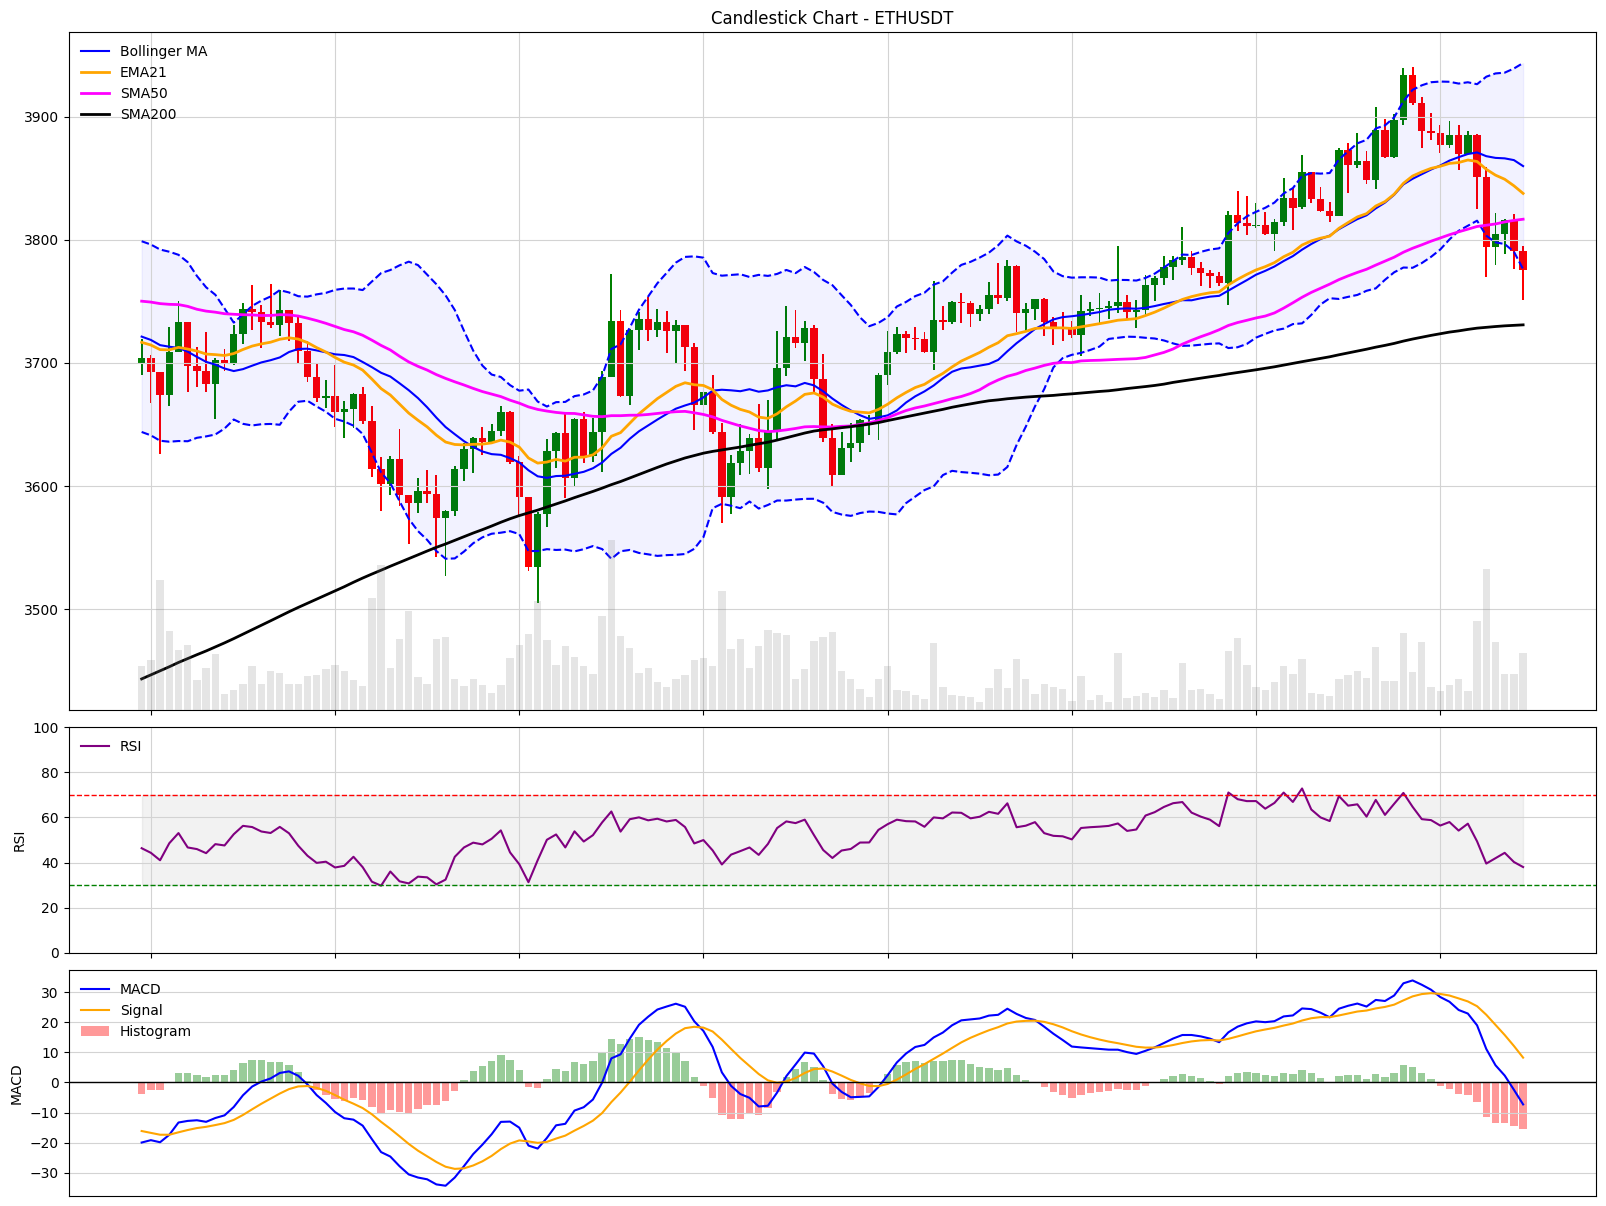 Candlestick Chart - ETHUSDT
Bollinger MA
EMA21
SMA50
SMA200
3900
3800
3700
3600
3500
RSI
100
80
60
40
20
0
RSI
MACD
Signal
Histogram
30
20
10
0
−10
−20
−30
MACD